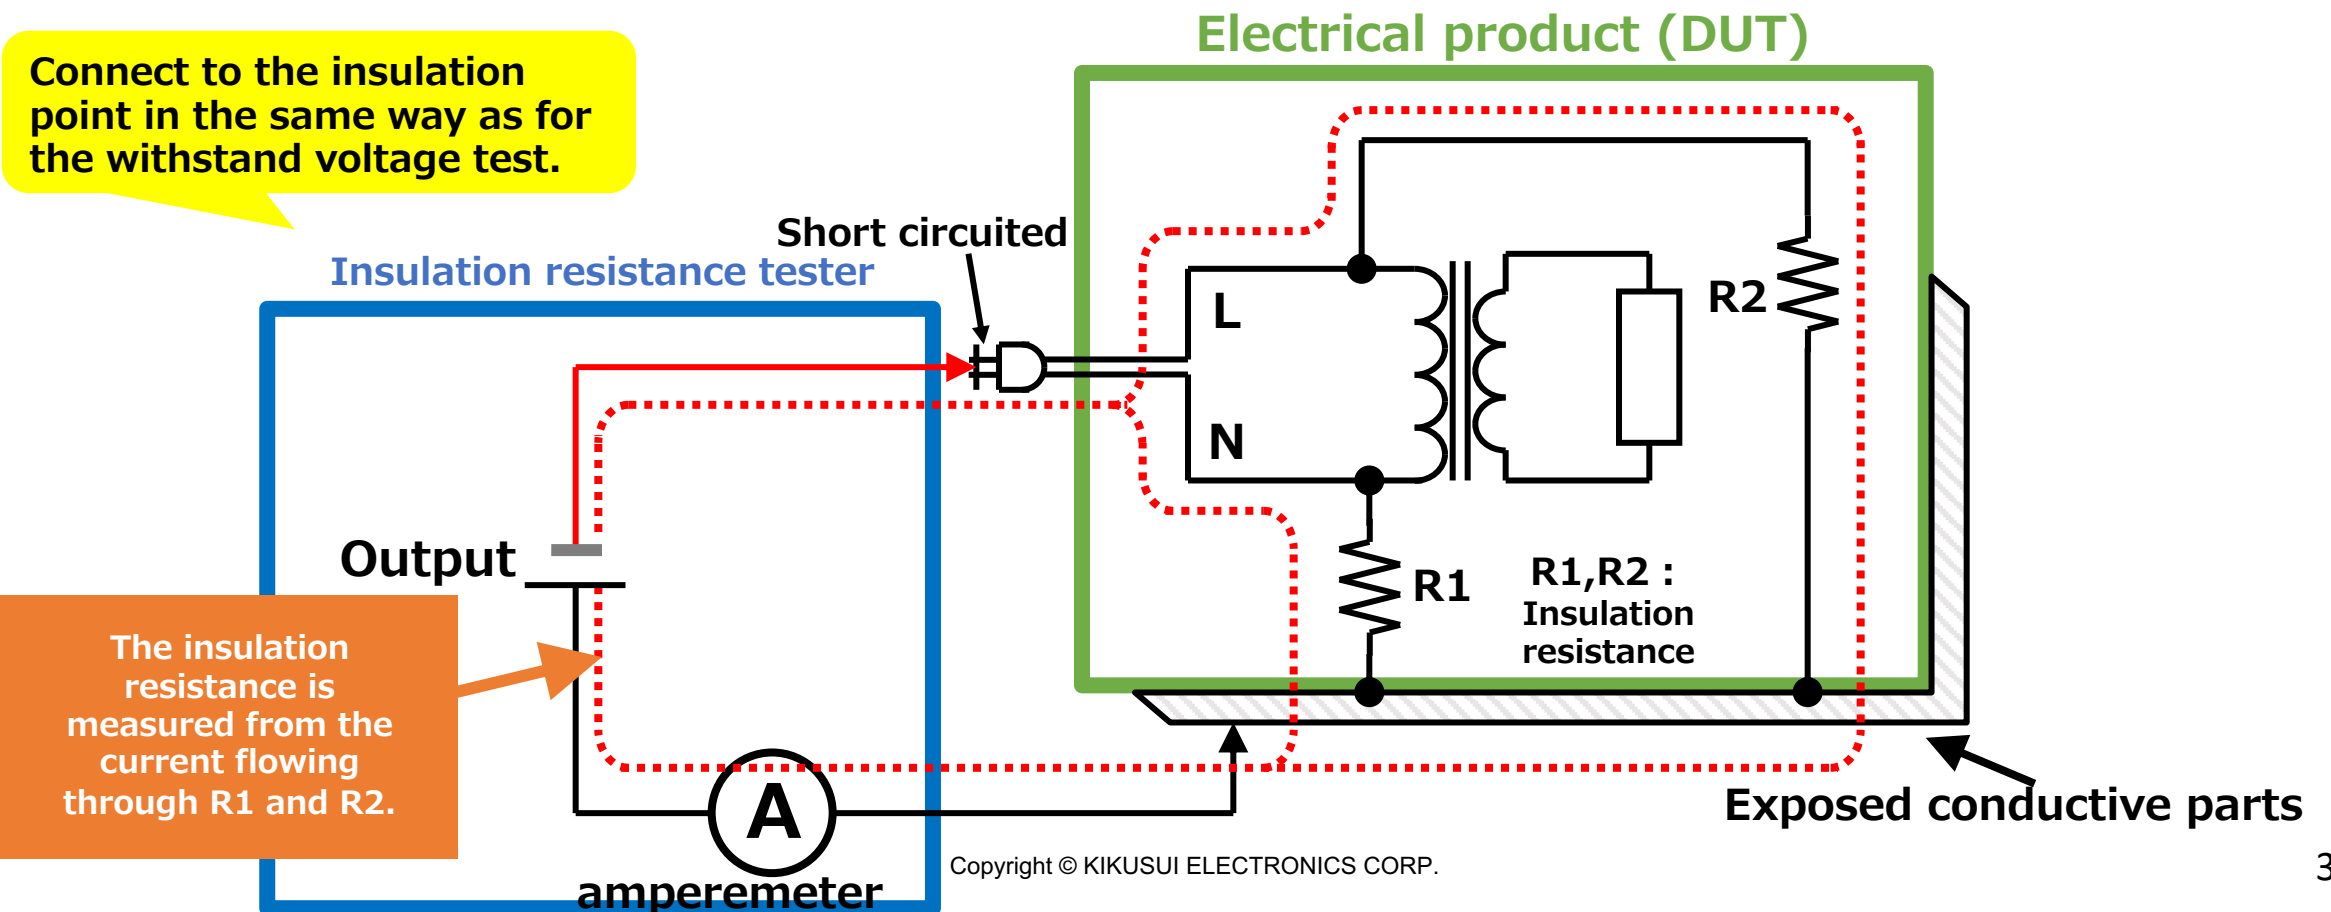 Electrical product (DUT)
Connect to the insulation
point in the same way as for
the withstand voltage test.
Short circuited
Insulation resistance tester
L
R2
N
Output
R1
R1,R2 :
Insulation
resistance
The insulation
resistance is
measured from the
current flowing
through R1 and R2.
A
Exposed conductive parts
amperemeter
Copyright © KIKUSUI ELECTRONICS CORP.
3